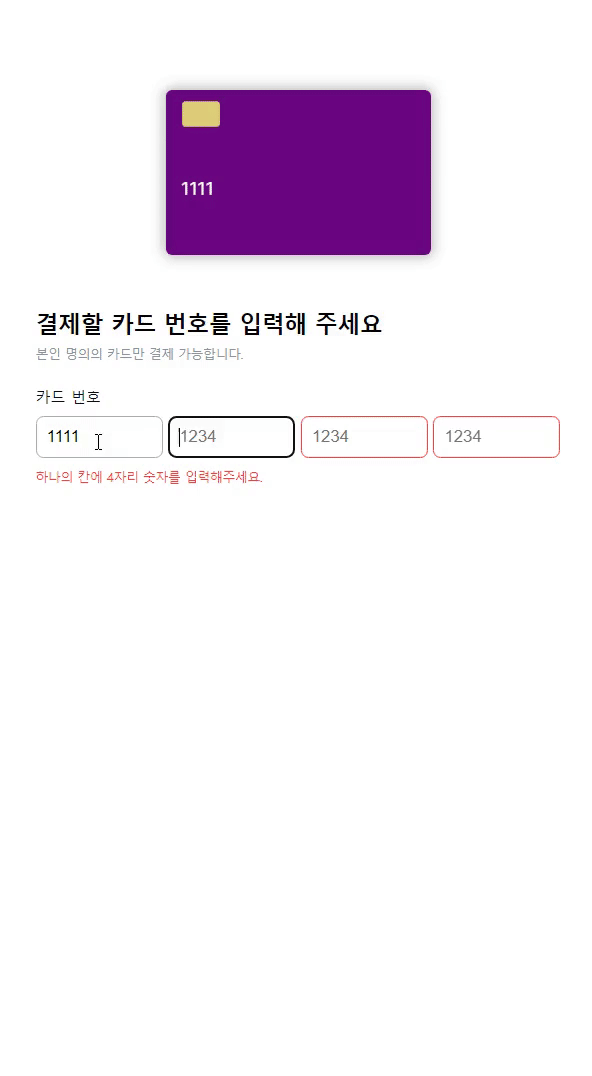 1111
결제할 카드 번호를 입력해 주세요
본인 명의의 카드만 결제 가능합니다.
카드 번호
1111 1234 1234 1234
하나의 칸에 4자리 숫자를 입력해주세요.